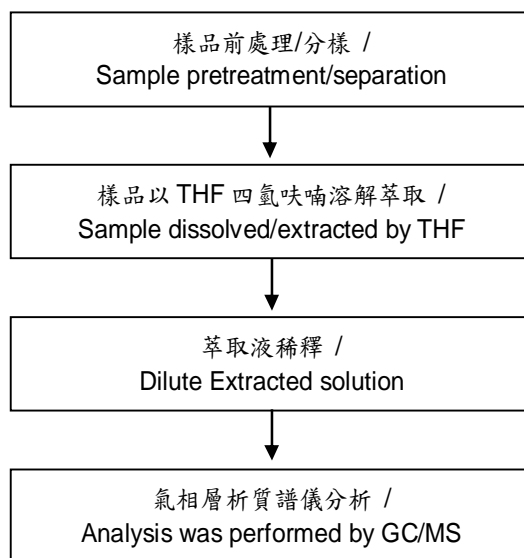 樣品前處理/分樣 /
Sample pretreatment/separation
樣品以 THF 四氫呋喃溶解萃取 /
Sample dissolved/extracted by THF
萃取液稀釋 /
Dilute Extracted solution
氣相層析質譜儀分析 /
Analysis was performed by GC/MS